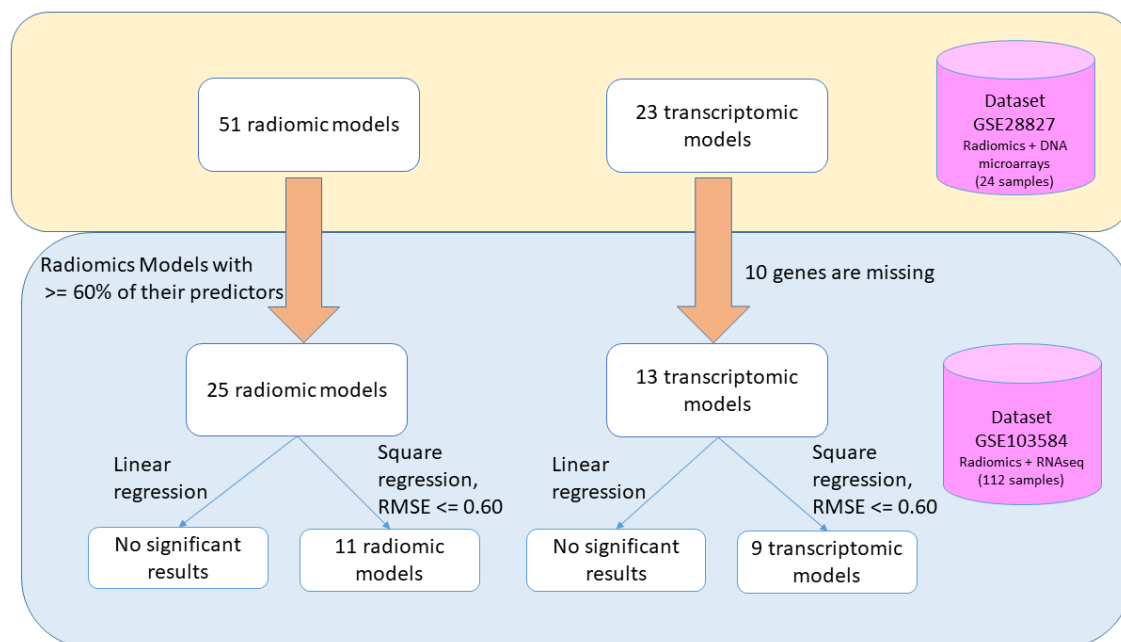 51 radiomic models
23 transcriptomic
models
Dataset
GSE28827
Radiomics + DNA
microarrays
(24 samples)
Radiomics Models with
>= 60% of their predictors
10 genes are missing
25 radiomic models
13 transcriptomic
models
Dataset
GSE103584
Radiomics + RNAseq
(112 samples)
Linear
regression
Square
regression,
RMSE <= 0.60
Linear
regression
Square
regression,
RMSE <= 0.60
No significant
results
11 radiomic
models
No significant
results
9 transcriptomic
models